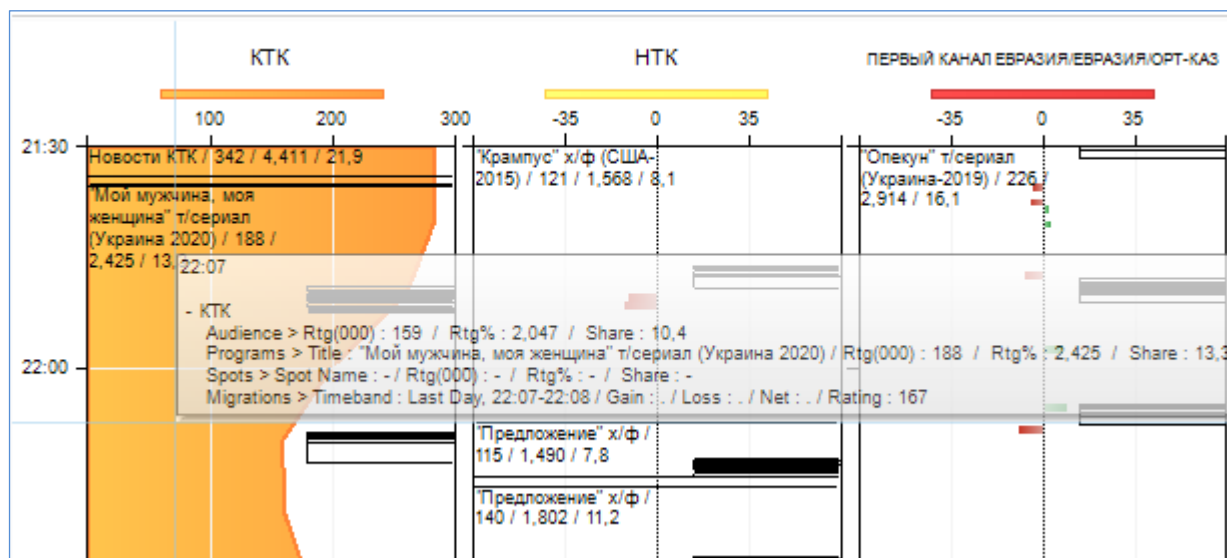 КТК
НТК
ПЕРВЫЙ КАНАЛ ЕВРАЗИЯ/ЕВРАЗИЯ/ОРТ-КАЗ
100 200 300 -35 0 35 -35 0 35
21:30
Новости КТК / 342 / 4,411 / 21,9
"Мой мужчина, моя
женщина" т/сериал
(Украина 2020) / 188 /
2,425 / 13,
"Крампус" х/ф (США-
2015) / 121 / 1,568 / 8,1
"Опекун" т/сериал
(Украина-2019) / 226 /
2,914 / 16,1
22:07
- КТК
Audience > Rtg(000) : 159 / Rtg% : 2,047 / Share : 10,4
Programs > Title : "Мой мужчина, моя женщина" т/сериал (Украина 2020) / Rtg(000) : 188 / Rtg% : 2,425 / Share : 13,3
Spots > Spot Name : - / Rtg(000) : - / Rtg% : - / Share : -
Migrations > Timeband : Last Day, 22:07-22:08 / Gain : . / Loss : . / Net : . / Rating : 167
22:00
"Предложение" х/ф /
115 / 1,490 / 7,8
"Предложение" х/ф /
140 / 1,802 / 11,2